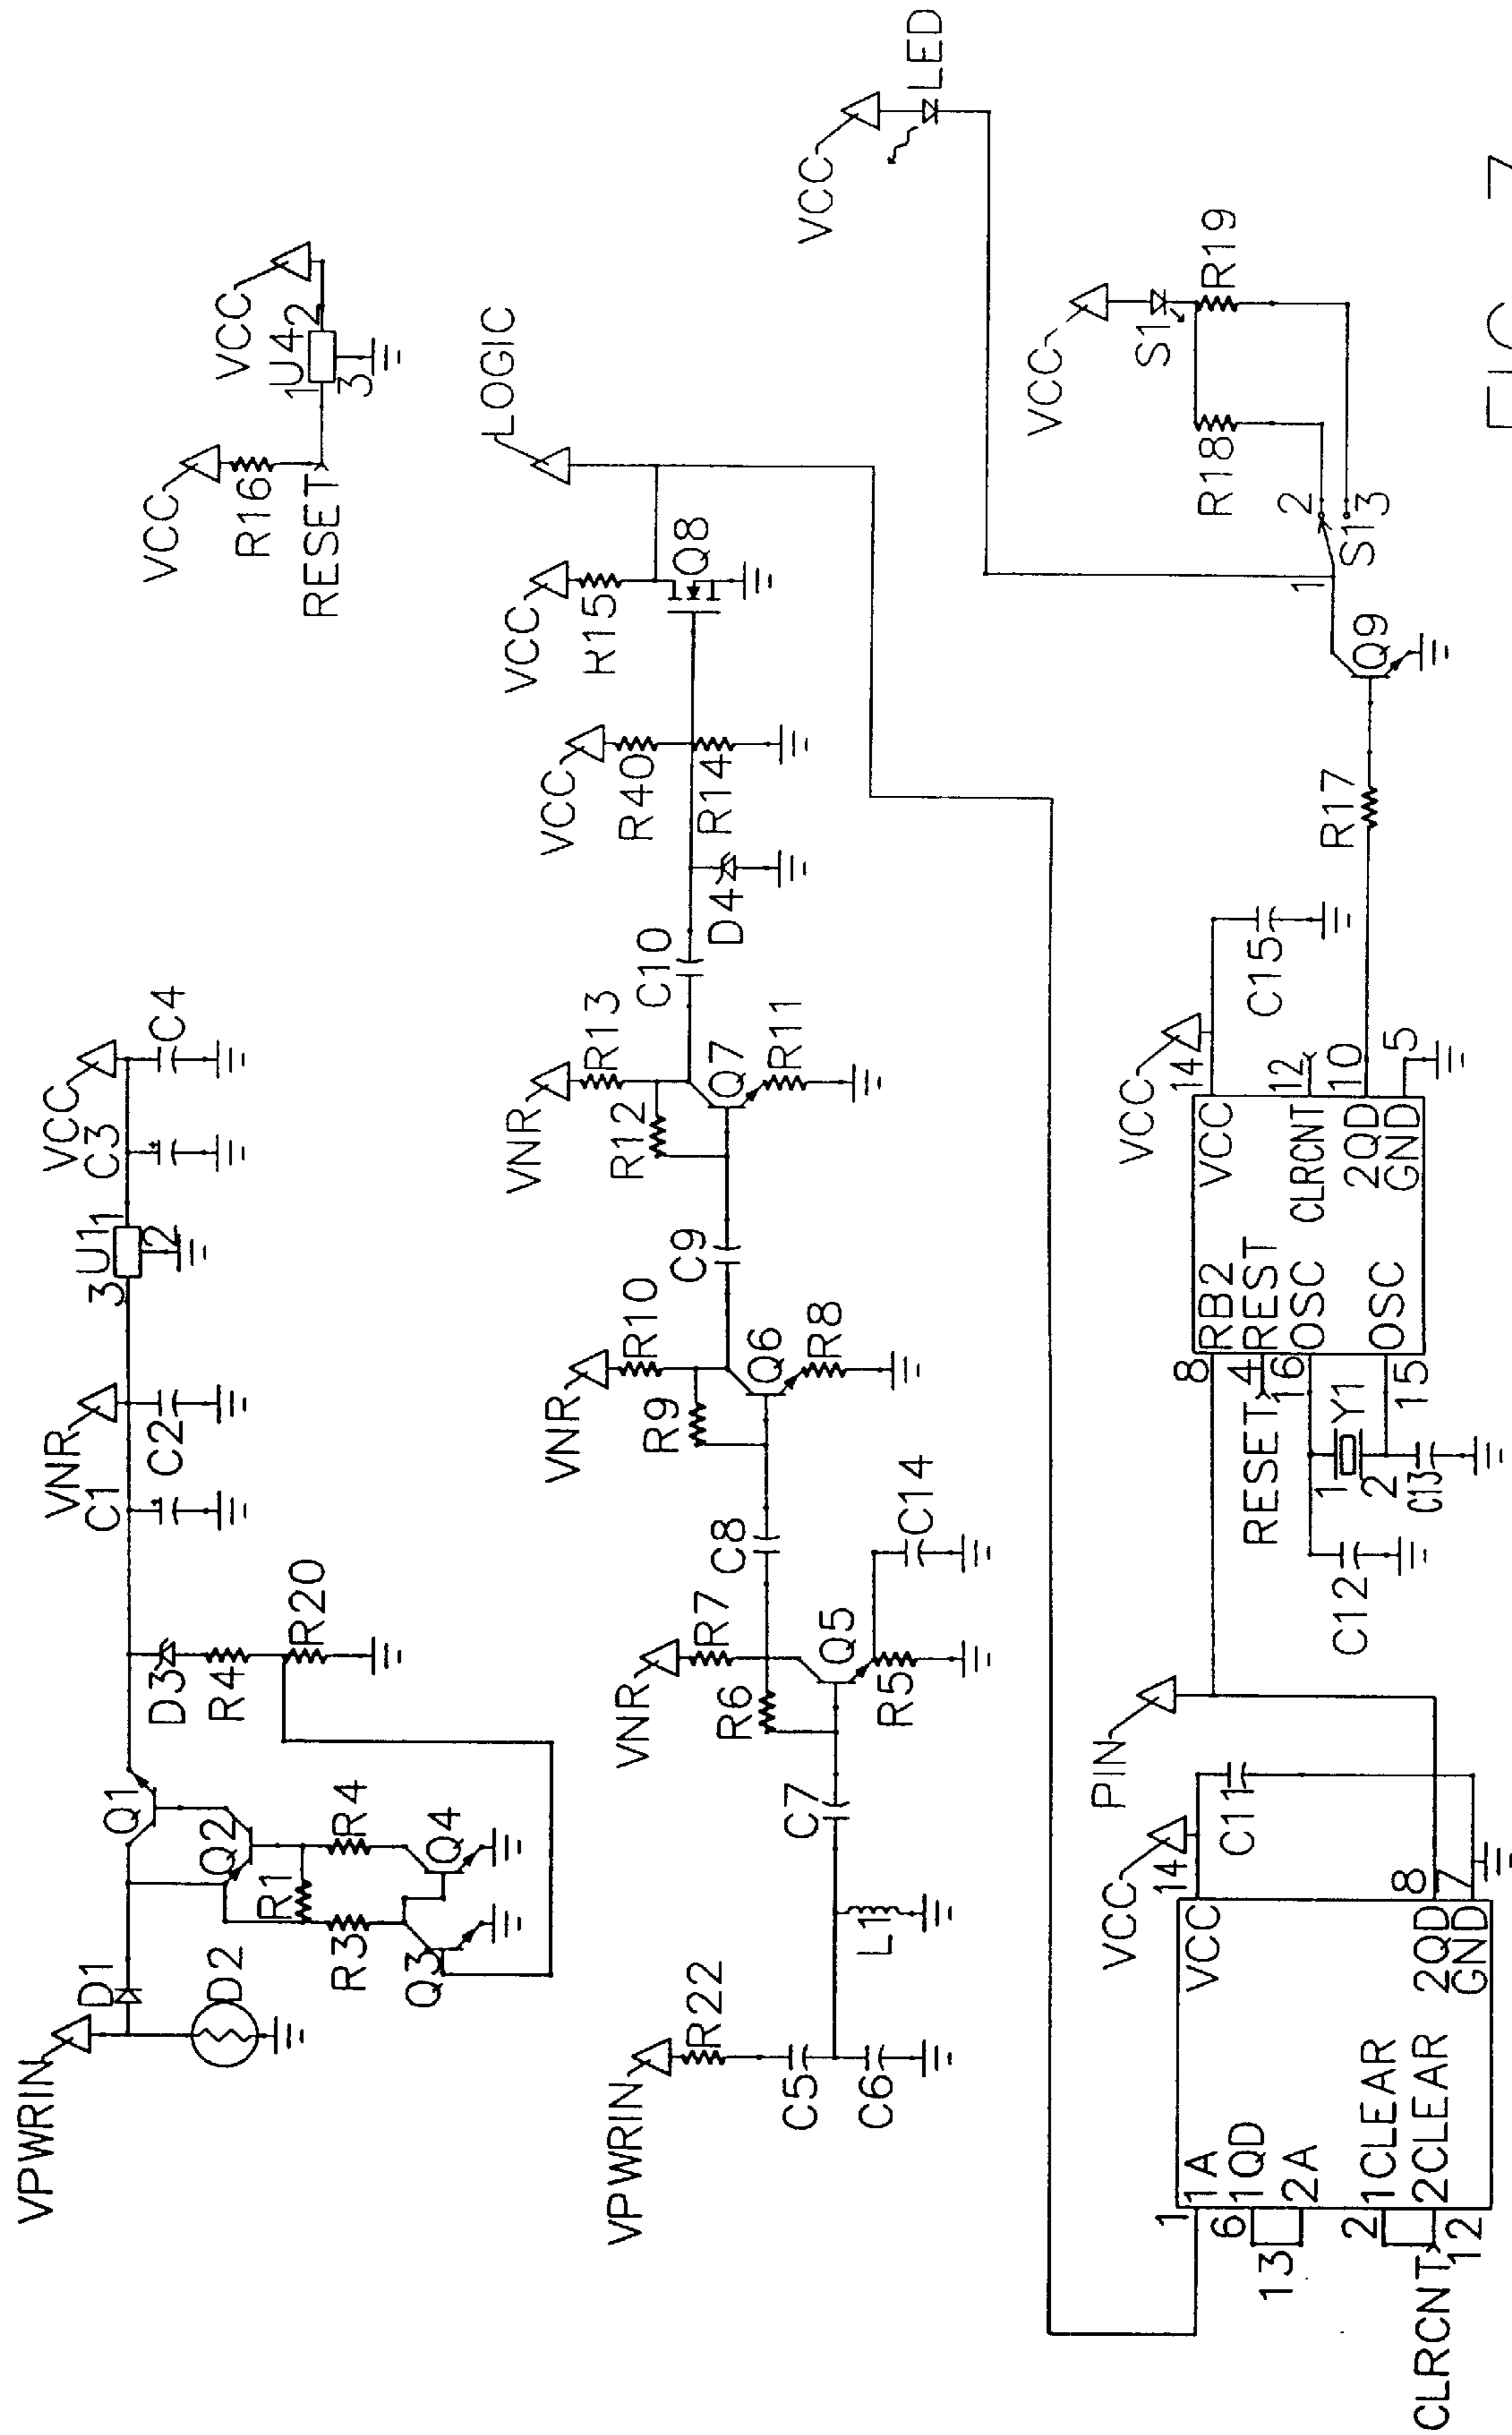 VPWRIN
D1
D2
Q1
Q2
R1
R3
R4
Q3
Q4
D3
R4
R20
C1
VNR
C2
3
U1
1
2
C3
VCC
C4
VCC
R16
RESET
1
U4
2
3
VCC
VPWRIN
R22
C5
C6
L1
C7
VNR
R6
R7
Q5
R5
C14
C8
VNR
R9
R10
Q6
R8
C9
VNR
R12
R13
Q7
R11
C10
D4
VCC
R40
R14
VCC
R15
Q8
LOGIC
VCC
LED
1
6
13
2
12
CLRCNT
1A
1QD
2A
1CLEAR
2CLEAR
VCC
2QD
GND
14
8
7
VCC
C11
PIN
8
4
RESET
16
1
Y1
2
15
C12
C13
RB2
REST
OSC
OSC
VCC
CLRCNT
2QD
GND
14
12
10
5
VCC
C15
R17
Q9
1
2
S1
3
R18
R19
S1
VCC